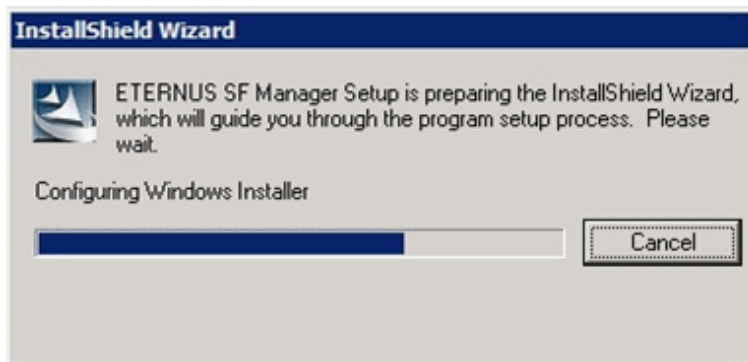 InstallShield Wizard
ETERNUS SF Manager Setup is preparing the InstallShield Wizard,
which will guide you through the program setup process. Please
wait.
Configuring Windows Installer
Cancel